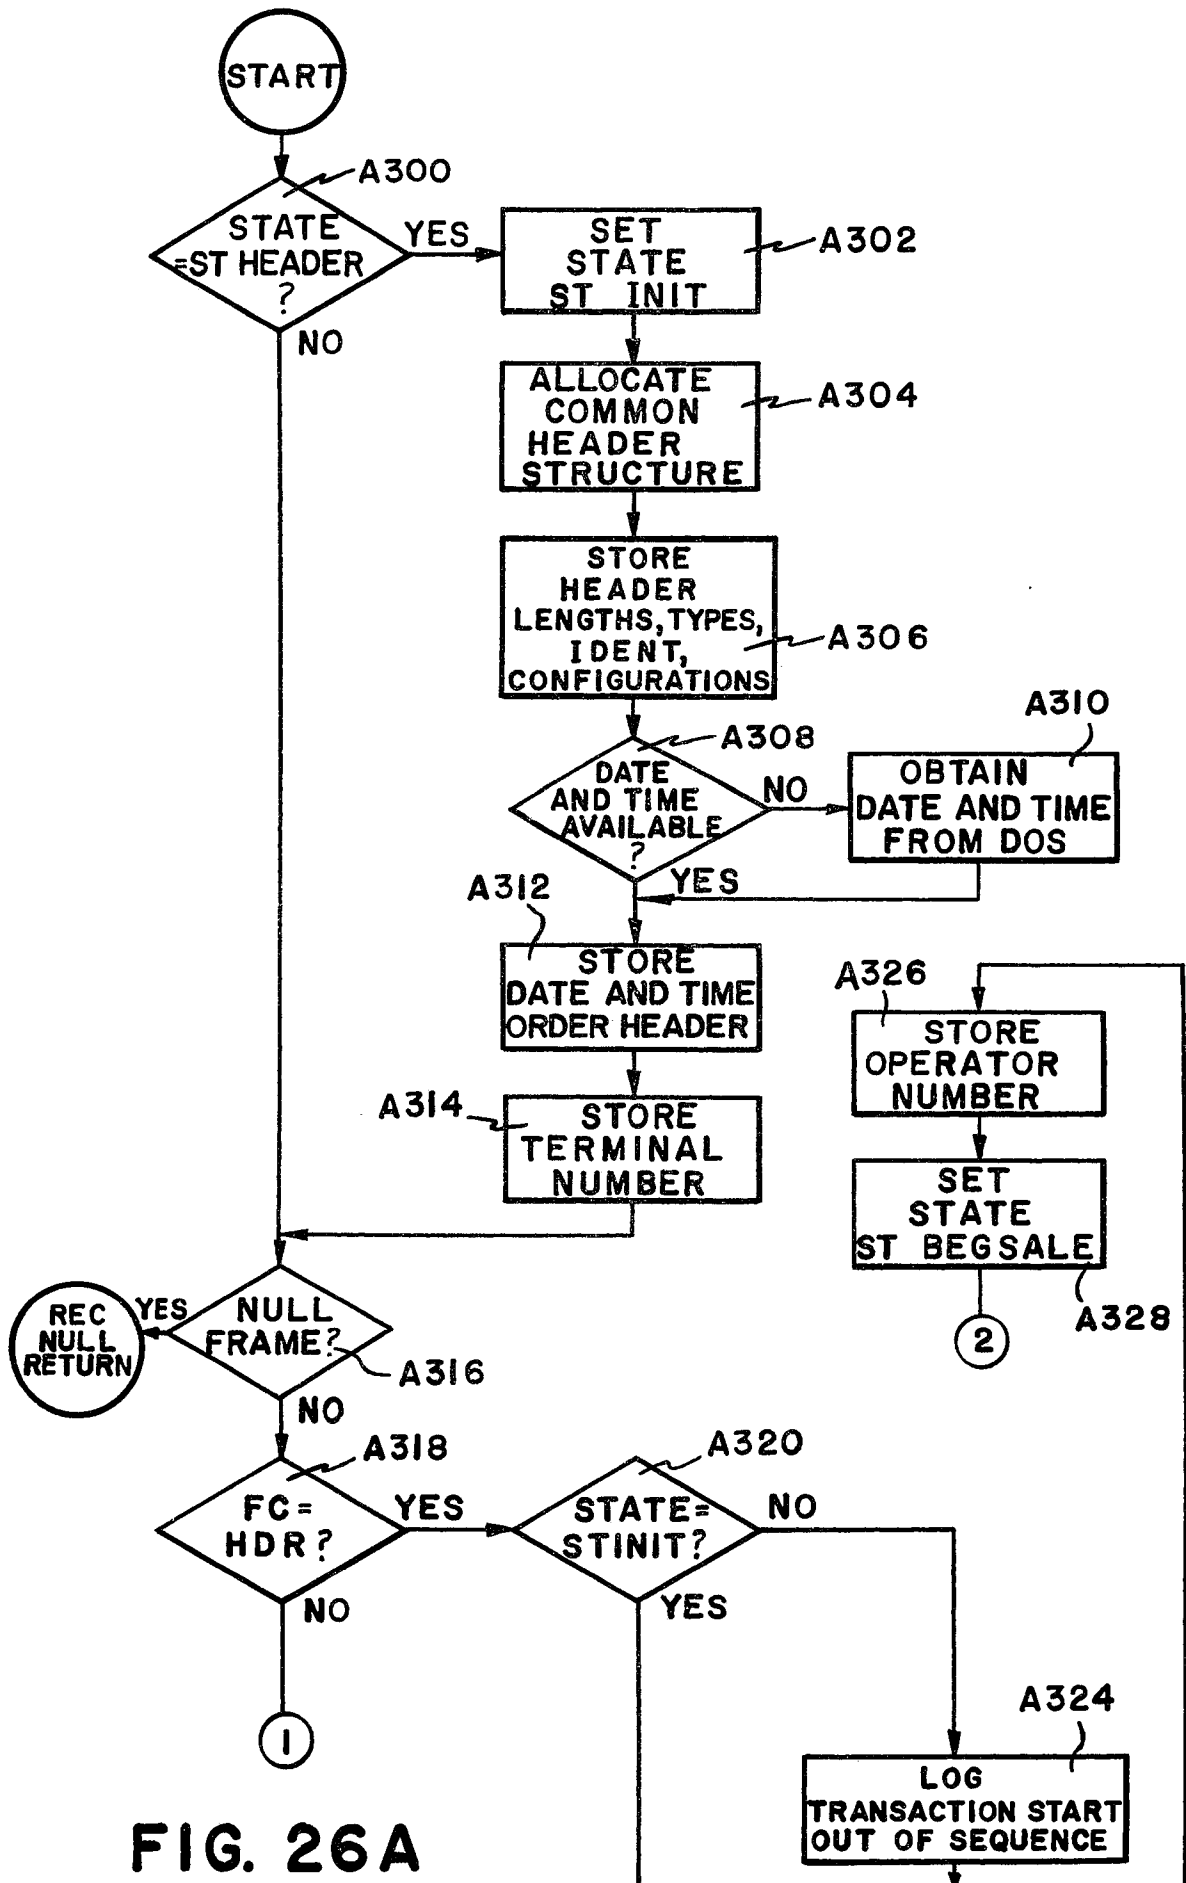 START
A300
STATE
=ST HEADER
?
YES
NO
SET
STATE
ST INIT
A302
ALLOCATE
COMMON
HEADER
STRUCTURE
A304
STORE
HEADER
LENGTHS, TYPES,
IDENT,
CONFIGURATIONS
A306
A308
DATE
AND TIME
AVAILABLE
?
NO
YES
A310
OBTAIN
DATE AND TIME
FROM DOS
A312
STORE
DATE AND TIME
ORDER HEADER
A314
STORE
TERMINAL
NUMBER
A326
STORE
OPERATOR
NUMBER
SET
STATE
ST BEGSALE
A328
2
REC
NULL
RETURN
YES
NULL
FRAME?
A316
NO
A318
FC=
HDR?
YES
NO
1
A320
STATE=
STINIT?
NO
YES
A324
LOG
TRANSACTION START
OUT OF SEQUENCE
FIG. 26A